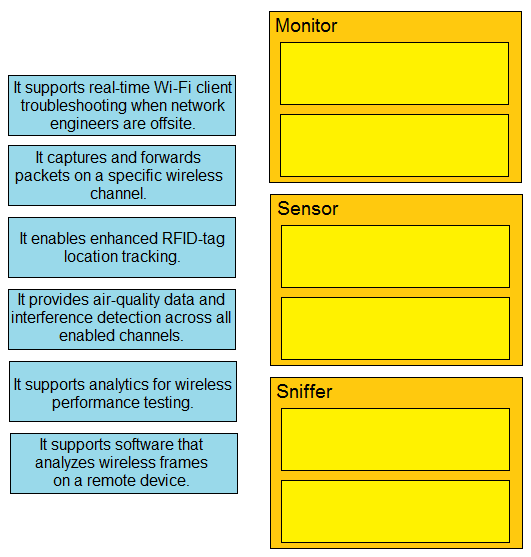 It supports real-time Wi-Fi client
troubleshooting when network
engineers are offsite.
It captures and forwards
packets on a specific wireless
channel.
It enables enhanced RFID-tag
location tracking.
It provides air-quality data and
interference detection across all
enabled channels.
It supports analytics for wireless
performance testing.
It supports software that
analyzes wireless frames
on a remote device.
Monitor
Sensor
Sniffer